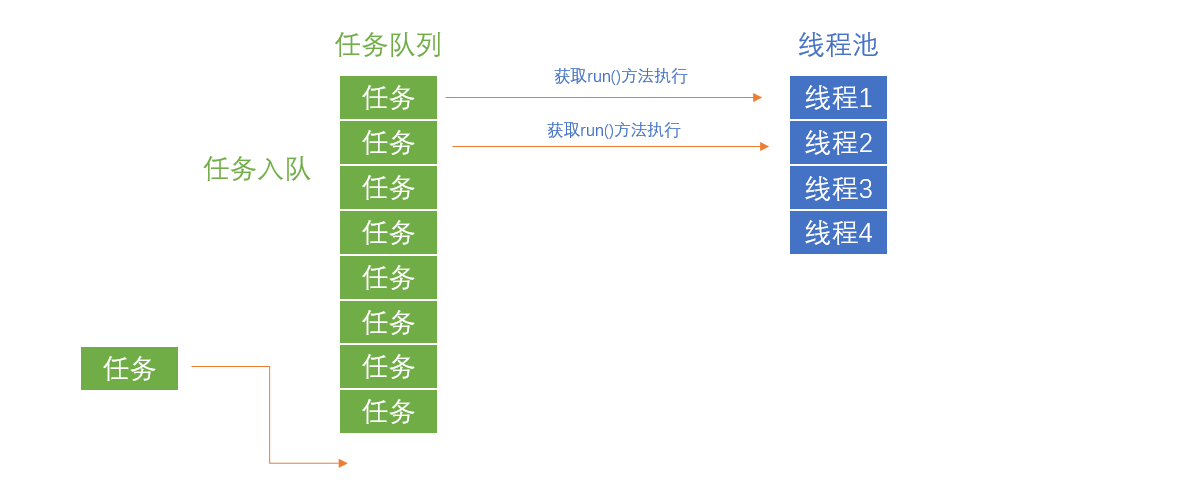 任务队列
线程池
获取run()方法执行
任务
线程1
获取run()方法执行
任务
线程2
任务入队
任务
线程3
任务
线程4
任务
任务
任务
任务
任务